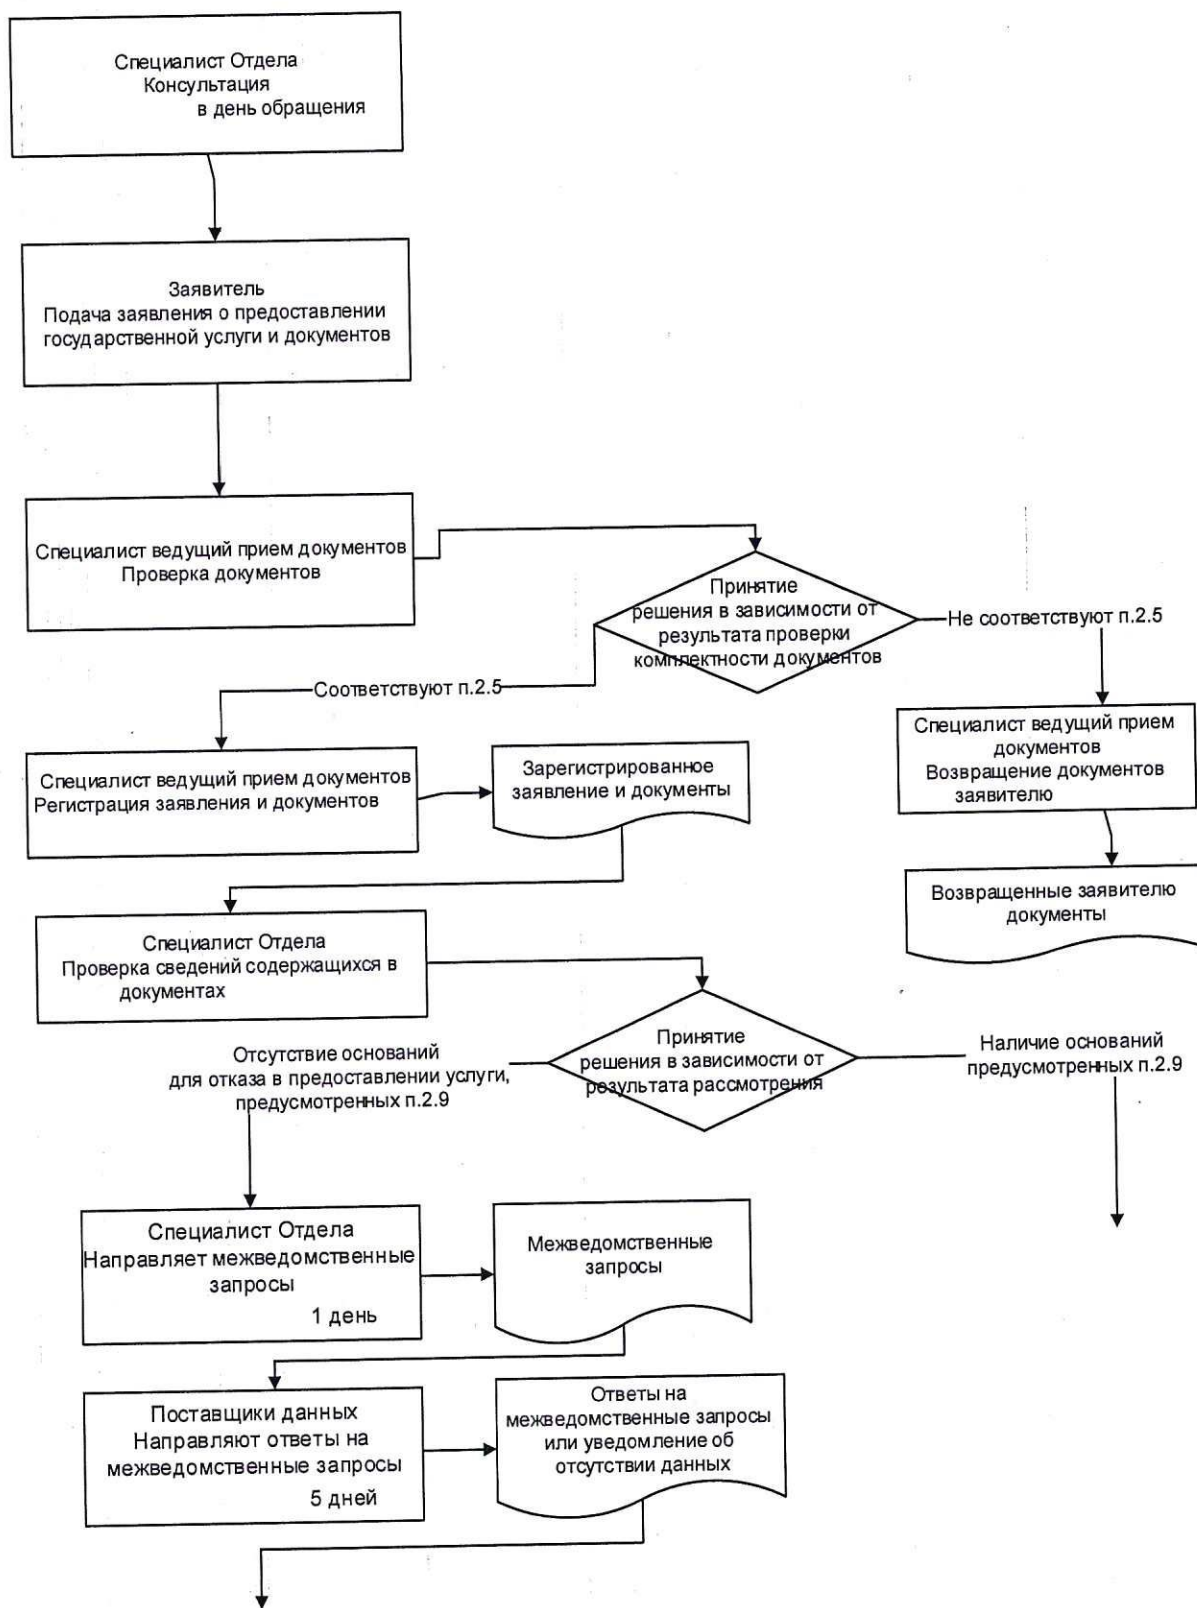 Специалист Отдела
Консультация
в день обращения
Заявитель
Подача заявления о предоставлении
государственной услуги и документов
Специалист ведущий прием документов
Проверка документов
Принятие
решения в зависимости от
результата проверки
комплектности документов
Не соответствуют п.2.5
Соответствуют п.2.5
Специалист ведущий прием
документов
Возвращение документов
заявителю
Специалист ведущий прием документов
Регистрация заявления и документов
Зарегистрированное
заявление и документы
Возвращенные заявителю
документы
Специалист Отдела
Проверка сведений содержащихся в
документах
Принятие
решения в зависимости от
результата рассмотрения
Отсутствие оснований
для отказа в предоставлении услуги,
предусмотренных п.2.9
Наличие оснований
предусмотренных п.2.9
Специалист Отдела
Направляет межведомственные
запросы
1 день
Межведомственные
запросы
Поставщики данных
Направляют ответы на
межведомственные запросы
5 дней
Ответы на
межведомственные запросы
или уведомление об
отсутствии данных